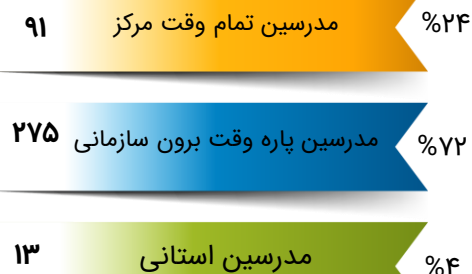 %۲۴ مدرسین تمام وقت مرکز ۹۱
%۷۲ مدرسین پاره وقت برون سازمانی ۲۷۵
%۴ مدرسین استانی ۱۳